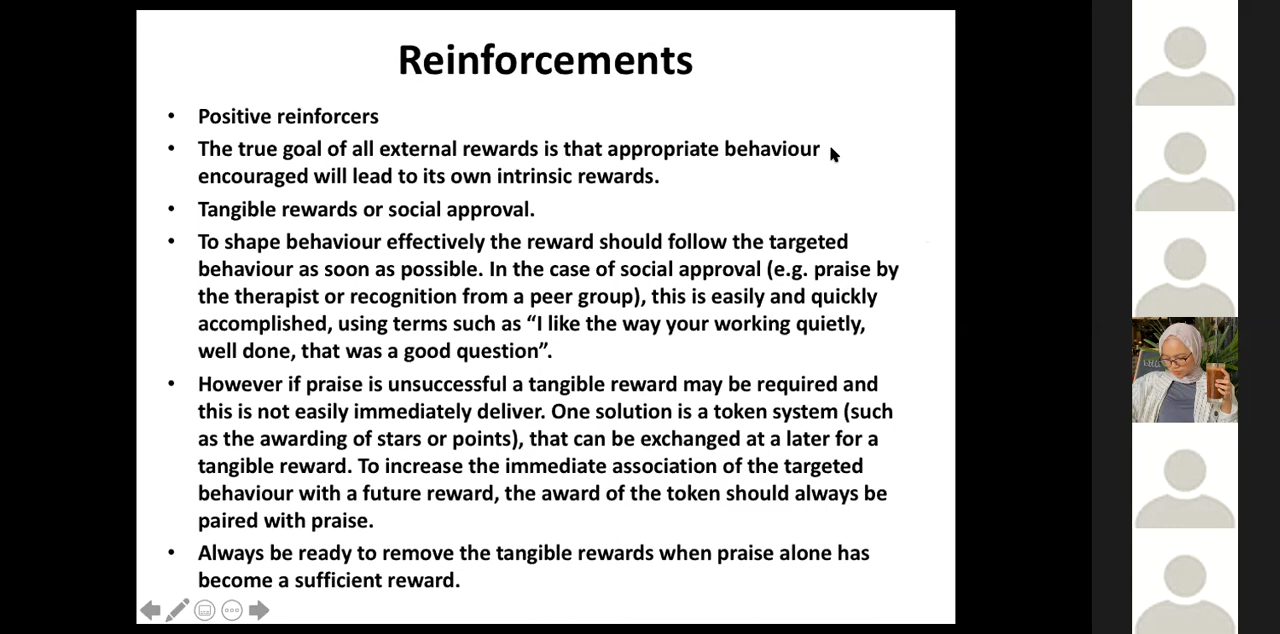 Reinforcements
• Positive reinforcers
• The true goal of all external rewards is that appropriate behaviour
encouraged will lead to its own intrinsic rewards.
• Tangible rewards or social approval.
• To shape behaviour effectively the reward should follow the targeted
behaviour as soon as possible. In the case of social approval (e.g. praise by
the therapist or recognition from a peer group), this is easily and quickly
accomplished, using terms such as “I like the way your working quietly,
well done, that was a good question”.
• However if praise is unsuccessful a tangible reward may be required and
this is not easily immediately deliver. One solution is a token system (such
as the awarding of stars or points), that can be exchanged at a later for a
tangible reward. To increase the immediate association of the targeted
behaviour with a future reward, the award of the token should always be
paired with praise.
• Always be ready to remove the tangible rewards when praise alone has
become a sufficient reward.